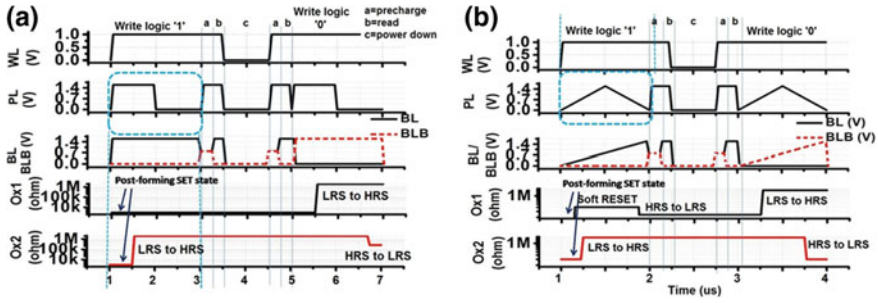 (a)
Write logic '1'
a b c a b
Write logic '0'
a=precharge
b=read
c=power down
WL
(V)
1.0
0.5
0.0
PL
(V)
1.4
0.7
0.0
BL
BLB (V)
1.4
0.7
0.0
BL
BLB
Ox1
(ohm)
1M
100k
10k
Post-forming SET state
LRS to HRS
Ox2
(ohm)
1M
100k
10k
LRS to HRS
HRS to LRS
1 2 3 4 5 6 7
(b)
Write logic '1'
a b c a b
Write logic '0'
WL
(V)
1.0
0.5
0.0
PL
(V)
1.4
0.7
0.0
BL/
BLB (V)
1.4
0.7
0.0
BL (V)
BLB (V)
Ox1
(ohm)
1M
Post-forming SET state
Soft RESET
HRS to LRS
LRS to HRS
Ox2
(ohm)
1M
LRS to HRS
HRS to LRS
1 2 3 4
Time (us)